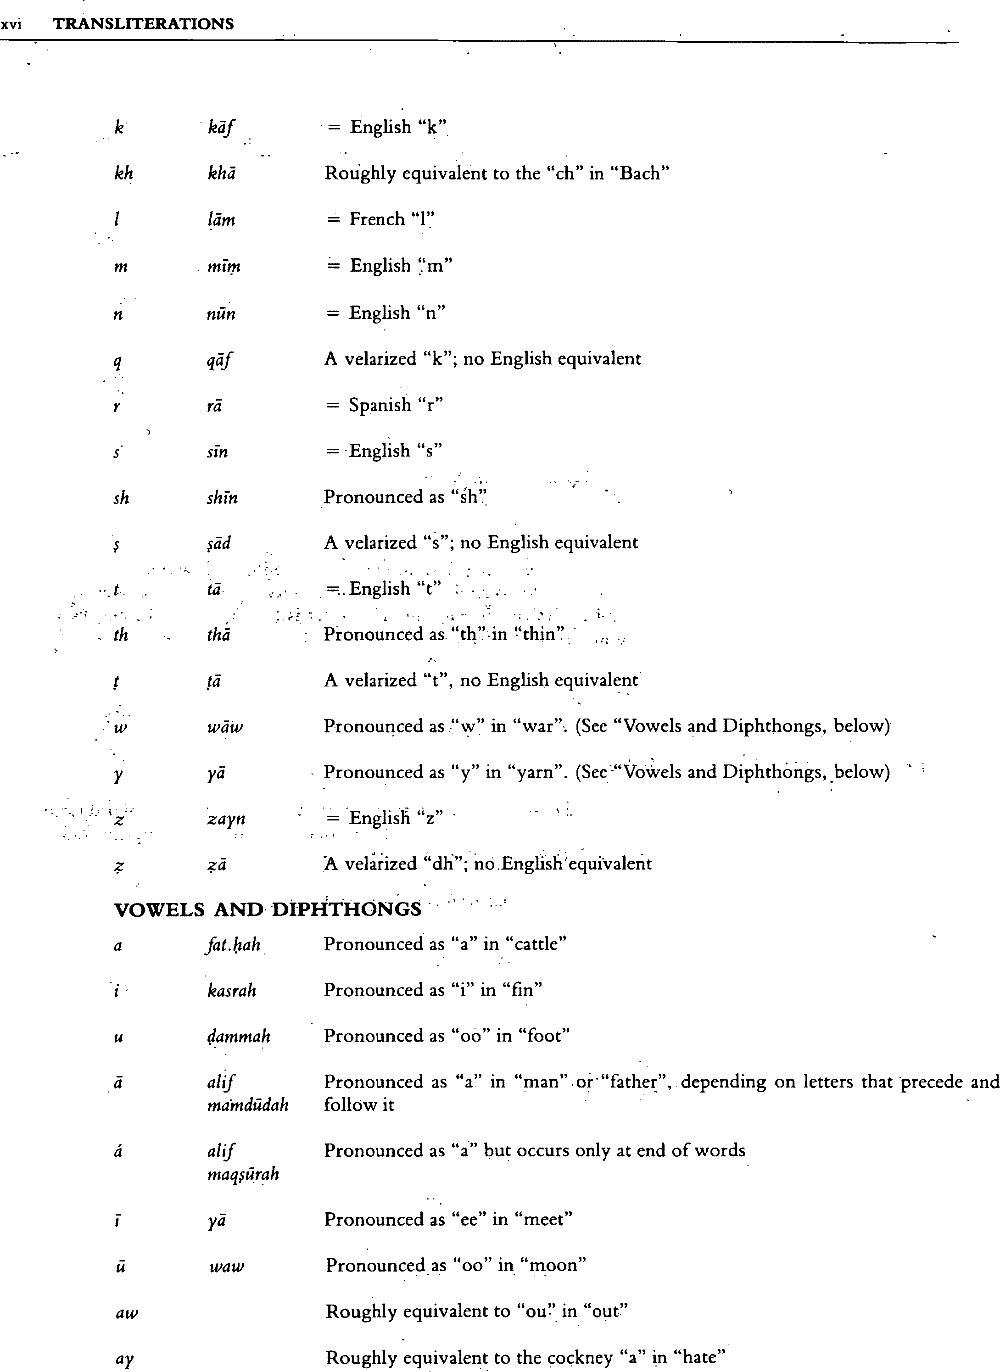 xvi TRANSLITERATIONS
k kāf = English “k”
kh khā Roughly equivalent to the “ch” in “Bach”
l lām = French “l”
m mīm = English “m”
n nūn = English “n”
q qāf A velarized “k”; no English equivalent
r rā = Spanish “r”
s sīn = English “s”
sh shīn Pronounced as “sh”
ṣ ṣād A velarized “s”; no English equivalent
t tā = English “t”
th thā Pronounced as “th” in “thin”
ṭ ṭā A velarized “t”, no English equivalent
w wāw Pronounced as “w” in “war”. (See “Vowels and Diphthongs, below)
y yā Pronounced as “y” in “yarn”. (See “Vowels and Diphthongs, below)
z zayn = English “z”
ẓ ẓā A velarized “dh”; no English equivalent
VOWELS AND DIPHTHONGS
a fat.ḥah Pronounced as “a” in “cattle”
i kasrah Pronounced as “i” in “fin”
u ḍammah Pronounced as “oo” in “foot”
ā alif Pronounced as “a” in “man” or “father”, depending on letters that precede and
mamdūdah follow it
á alif Pronounced as “a” but occurs only at end of words
maqṣūrah
ī yā Pronounced as “ee” in “meet”
ū waw Pronounced as “oo” in “moon”
aw Roughly equivalent to “ou” in “out”
ay Roughly equivalent to the cockney “a” in “hate”